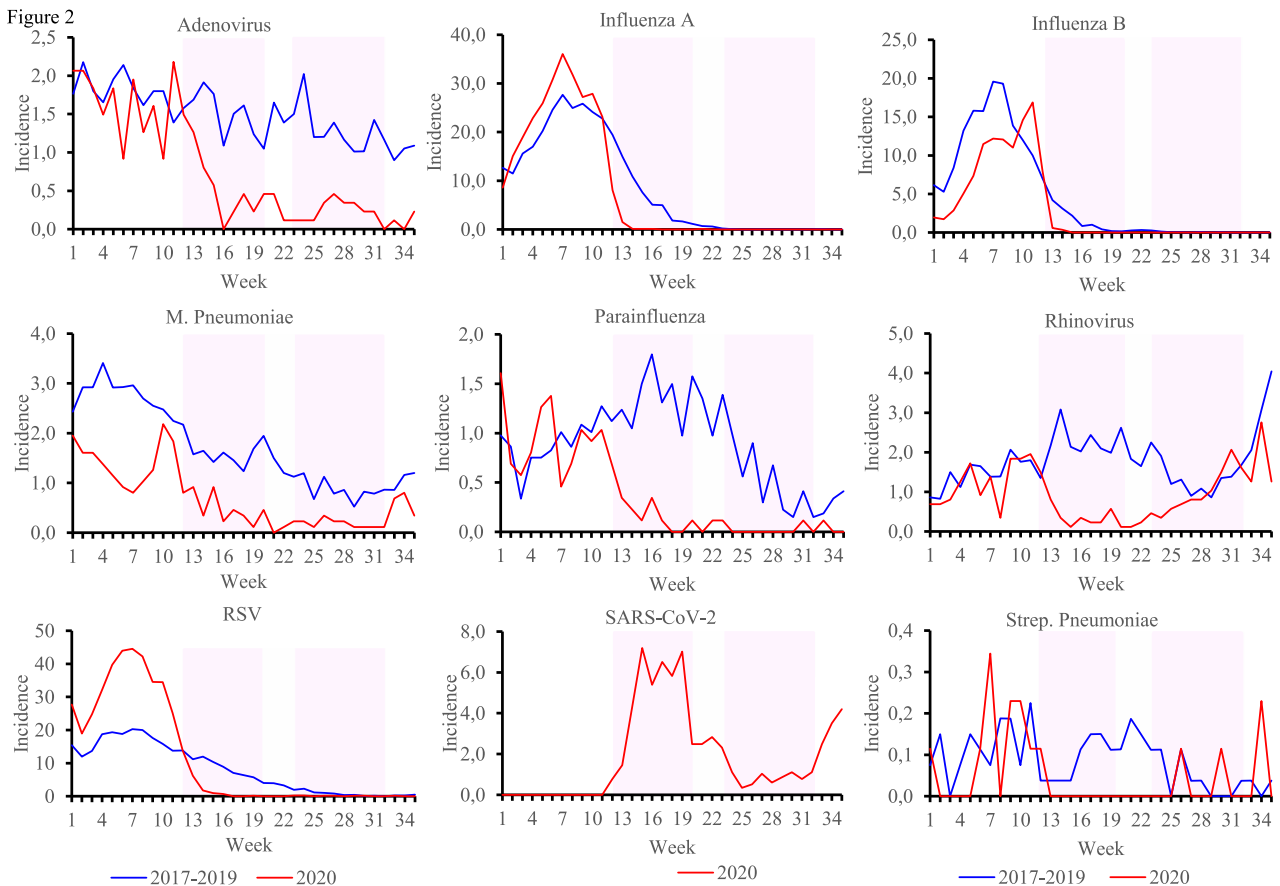 Figure 2
Adenovirus
2,5
2,0
1,5
1,0
0,5
0,0
Incidence
1 4 7 10 13 16 19 22 25 28 31 34
Week
Influenza A
40,0
30,0
20,0
10,0
0,0
Incidence
1 4 7 10 13 16 19 22 25 28 31 34
Week
Influenza B
25,0
20,0
15,0
10,0
5,0
0,0
Incidence
1 4 7 10 13 16 19 22 25 28 31 34
Week
M. Pneumoniae
4,0
3,0
2,0
1,0
0,0
Incidence
1 4 7 10 13 16 19 22 25 28 31 34
Week
Parainfluenza
2,0
1,5
1,0
0,5
0,0
Incidence
1 4 7 10 13 16 19 22 25 28 31 34
Week
Rhinovirus
5,0
4,0
3,0
2,0
1,0
0,0
Incidence
1 4 7 10 13 16 19 22 25 28 31 34
Week
RSV
50
40
30
20
10
0
Incidence
1 4 7 10 13 16 19 22 25 28 31 34
Week
2017-2019 2020
SARS-CoV-2
8,0
6,0
4,0
2,0
0,0
Incidence
1 4 7 10 13 16 19 22 25 28 31 34
Week
2020
Strep. Pneumoniae
0,4
0,3
0,2
0,1
0,0
Incidence
1 4 7 10 13 16 19 22 25 28 31 34
Week
2017-2019 2020